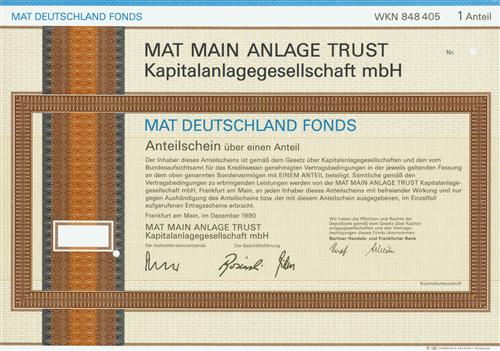 MAT DEUTSCHLAND FONDS WKN 848 405 1 Anteil
MAT MAIN ANLAGE TRUST Nr.
Kapitalanlagegesellschaft mbH
MAT DEUTSCHLAND FONDS
Anteilschein über einen Anteil
Der Inhaber dieses Anteilscheins ist gemäß dem Gesetz über Kapitalanlagegesellschaften und den vom
Bundesaufsichtsamt für das Kreditwesen genehmigten Vertragsbedingungen in der jeweils geltenden Fassung
an dem oben genannten Sondervermögen mit EINEM ANTEIL beteiligt. Sämtliche gemäß den
Vertragsbedingungen zu erbringenden Leistungen werden von der MAT MAIN ANLAGE TRUST Kapitalanlage-
gesellschaft mbH, Frankfurt am Main, an jeden Inhaber dieses Anteilscheins mit befreiender Wirkung und nur
gegen Aushändigung des Anteilscheins bzw. der mit diesem Anteilschein ausgegebenen, im Einzelfall
aufgerufenen Ertragsscheine erbracht.
Frankfurt am Main, im Dezember 1990
MAT MAIN ANLAGE TRUST
Kapitalanlagegesellschaft mbH
Der Aufsichtsratsvorsitzende Die Geschäftsführung
Wir haben die Pflichten und Rechte der
Depotbank gemäß dem Gesetz über Kapital-
anlagegesellschaften und den Vertrags-
bedingungen dieses Fonds übernommen.
Berliner Handels- und Frankfurter Bank
Kontrollunterschrift